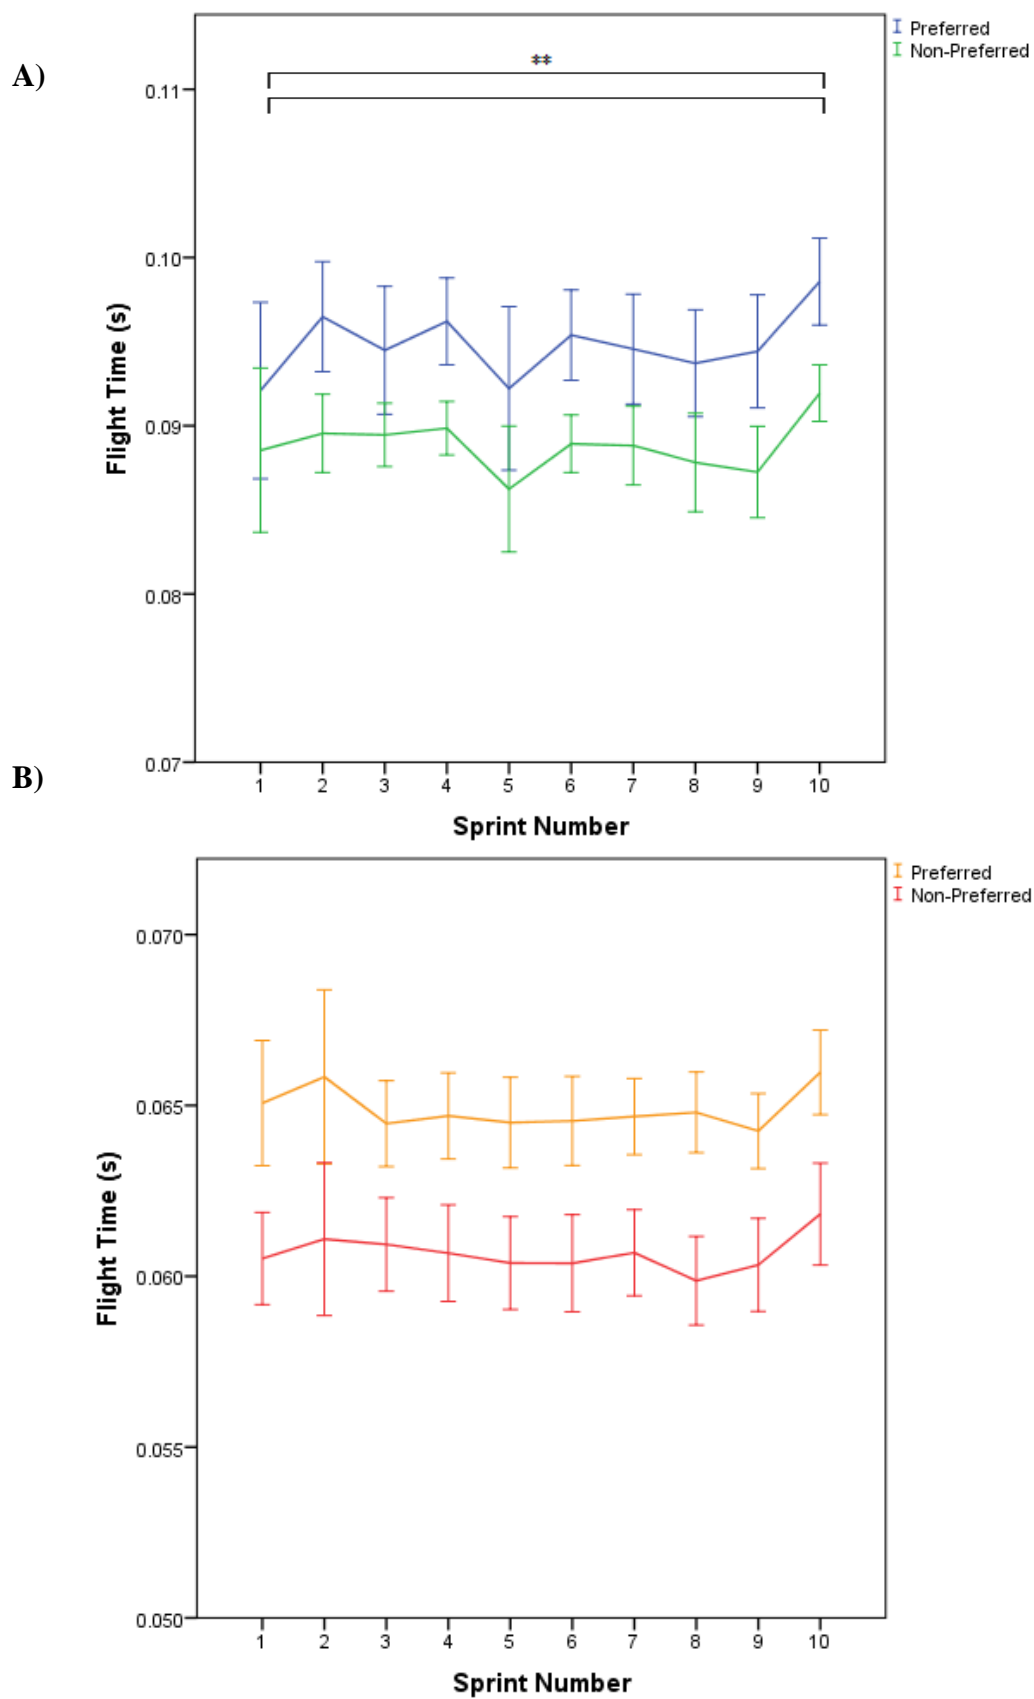 A)
Preferred
Non-Preferred
**
0.11
0.10
0.09
0.08
0.07
Flight Time (s)
1 2 3 4 5 6 7 8 9 10
Sprint Number
B)
Preferred
Non-Preferred
0.070
0.065
0.060
0.055
0.050
Flight Time (s)
1 2 3 4 5 6 7 8 9 10
Sprint Number